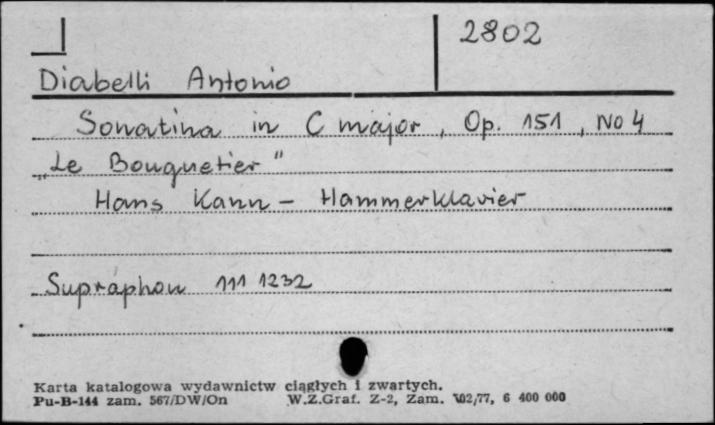 2802
Diabelli Antonio
Sonatina in C major, Op. 151, No 4
„Le Bouquetier"
Hans Kann – Hammerklavier
Supraphon 111 1232
Karta katalogowa wydawnictw ciągłych i zwartych.
Pu-B-144 zam. 567/DW/On W.Z.Graf. Z-2, Zam. 102/77, 6 400 000